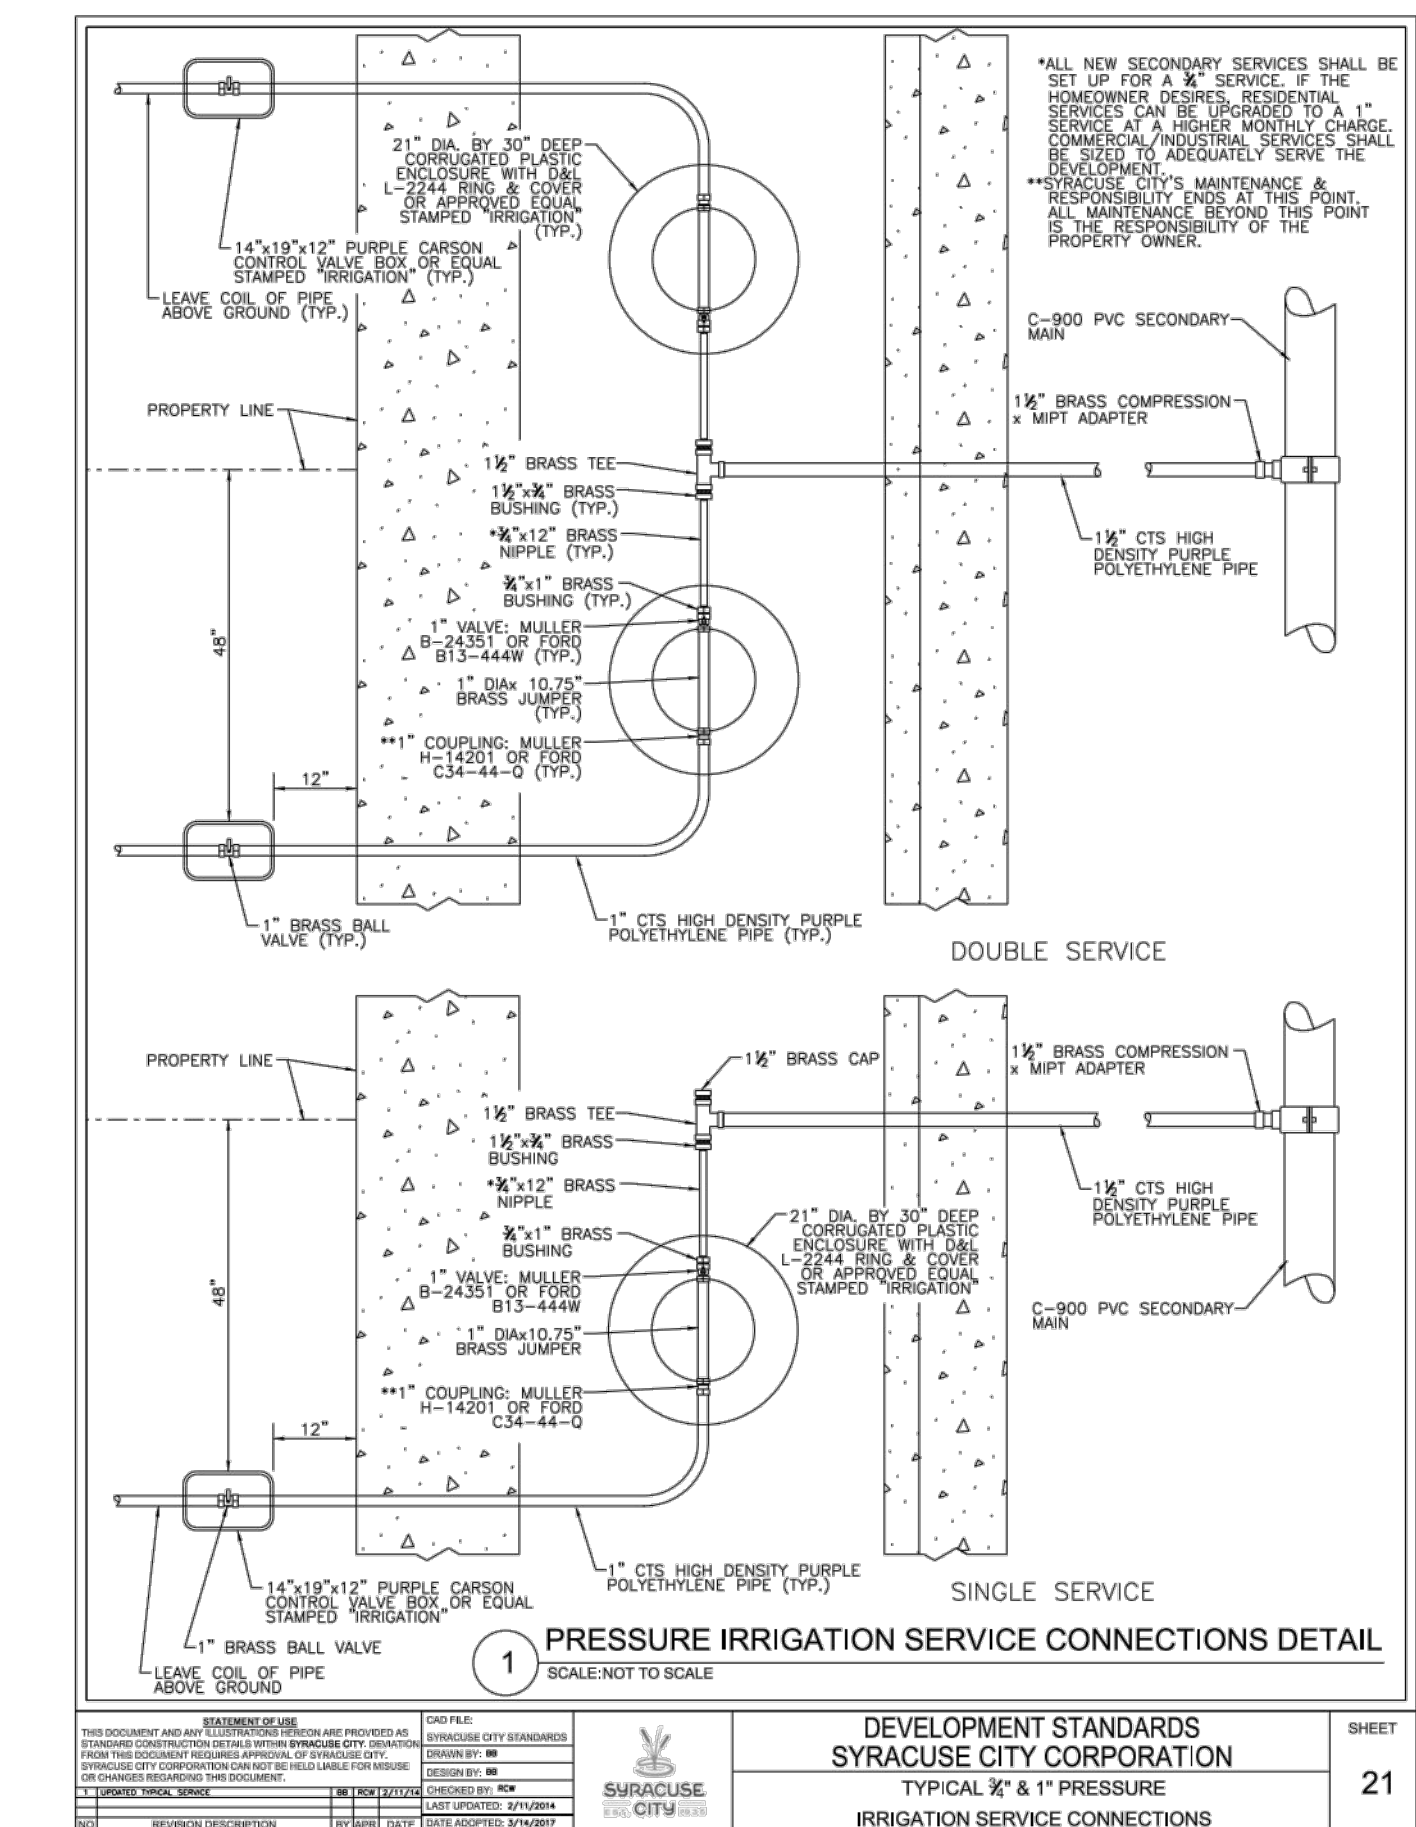 *ALL NEW SECONDARY SERVICES SHALL BE
SET UP FOR A ¾" SERVICE. IF THE
HOMEOWNER DESIRES, RESIDENTIAL
SERVICES CAN BE UPGRADED TO A 1"
SERVICE AT A HIGHER MONTHLY CHARGE.
COMMERCIAL/INDUSTRIAL SERVICES SHALL
BE SIZED TO ADEQUATELY SERVE THE
DEVELOPMENT.
**SYRACUSE CITY'S MAINTENANCE &
RESPONSIBILITY ENDS AT THIS POINT.
ALL MAINTENANCE BEYOND THIS POINT
IS THE RESPONSIBILITY OF THE
PROPERTY OWNER.
21" DIA. BY 30" DEEP
CORRUGATED PLASTIC
ENCLOSURE WITH D&L
L-2244 RING & COVER
OR APPROVED EQUAL
STAMPED "IRRIGATION"
(TYP.)
14"x19"x12" PURPLE CARSON
CONTROL VALVE BOX OR EQUAL
STAMPED "IRRIGATION" (TYP.)
LEAVE COIL OF PIPE
ABOVE GROUND (TYP.)
C-900 PVC SECONDARY
MAIN
PROPERTY LINE
1½" BRASS COMPRESSION
x MIPT ADAPTER
1½" BRASS TEE
1½"x¾" BRASS
BUSHING (TYP.)
*¾"x12" BRASS
NIPPLE (TYP.)
1½" CTS HIGH
DENSITY PURPLE
POLYETHYLENE PIPE
¾"x1" BRASS
BUSHING (TYP.)
48"
1" VALVE: MULLER
B-24351 OR FORD
B13-444W (TYP.)
1" DIAx 10.75"
BRASS JUMPER
(TYP.)
**1" COUPLING: MULLER
H-14201 OR FORD
C34-44-Q (TYP.)
12"
1" BRASS BALL
VALVE (TYP.)
1" CTS HIGH DENSITY PURPLE
POLYETHYLENE PIPE (TYP.)
DOUBLE SERVICE
PROPERTY LINE
1½" BRASS CAP
1½" BRASS COMPRESSION
x MIPT ADAPTER
1½" BRASS TEE
1½"x¾" BRASS
BUSHING
*¾"x12" BRASS
NIPPLE
1½" CTS HIGH
DENSITY PURPLE
POLYETHYLENE PIPE
21" DIA. BY 30" DEEP
CORRUGATED PLASTIC
ENCLOSURE WITH D&L
L-2244 RING & COVER
OR APPROVED EQUAL
STAMPED "IRRIGATION"
¾"x1" BRASS
BUSHING
48"
1" VALVE: MULLER
B-24351 OR FORD
B13-444W
C-900 PVC SECONDARY
MAIN
1" DIAx10.75"
BRASS JUMPER
**1" COUPLING: MULLER
H-14201 OR FORD
C34-44-Q
12"
1" CTS HIGH DENSITY PURPLE
POLYETHYLENE PIPE (TYP.)
14"x19"x12" PURPLE CARSON
CONTROL VALVE BOX OR EQUAL
STAMPED "IRRIGATION"
SINGLE SERVICE
1" BRASS BALL VALVE
LEAVE COIL OF PIPE
ABOVE GROUND
1 PRESSURE IRRIGATION SERVICE CONNECTIONS DETAIL
SCALE:NOT TO SCALE
STATEMENT OF USE
THIS DOCUMENT AND ANY ILLUSTRATIONS HEREON ARE PROVIDED AS
STANDARD CONSTRUCTION DETAILS WITHIN SYRACUSE CITY. DEVIATION
FROM THIS DOCUMENT REQUIRES APPROVAL OF SYRACUSE CITY.
SYRACUSE CITY CORPORATION CAN NOT BE HELD LIABLE FOR MISUSE
OR CHANGES REGARDING THIS DOCUMENT.
1 UPDATED TYPICAL SERVICE BB RCW 2/11/14
NO REVISION DESCRIPTION BY APR. DATE
CAD FILE:
SYRACUSE CITY STANDARDS
DRAWN BY: BB
DESIGN BY: BB
CHECKED BY: RCW
LAST UPDATED: 2/11/2014
DATE ADOPTED: 3/14/2017
SYRACUSE
EST. CITY 1935
DEVELOPMENT STANDARDS
SYRACUSE CITY CORPORATION
TYPICAL ¾" & 1" PRESSURE
IRRIGATION SERVICE CONNECTIONS
SHEET
21